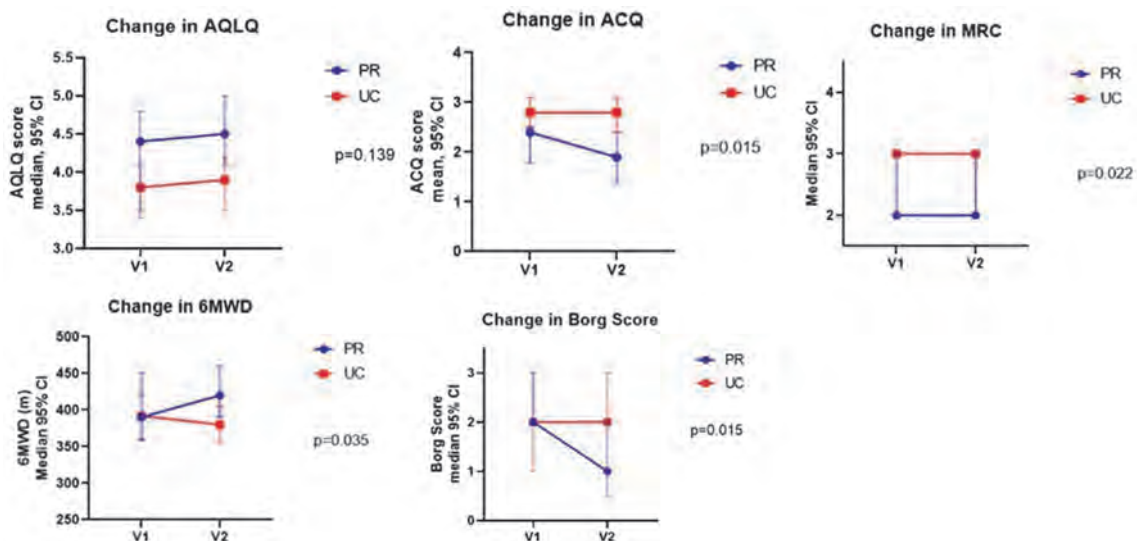 Change in AQLQ
AQLQ score
median, 95% CI
5.5
5.0
4.5
4.0
3.5
3.0
V1
V2
PR
UC
p=0.139
Change in ACQ
ACQ score
mean, 95% CI
4
3
2
1
0
V1
V2
PR
UC
p=0.015
Change in MRC
Median 95% CI
4
3
2
V1
V2
PR
UC
p=0.022
Change in 6MWD
6MWD (m)
Median 95% CI
500
450
400
350
300
250
V1
V2
PR
UC
p=0.035
Change in Borg Score
Borg Score
median 95% CI
3
2
1
0
V1
V2
PR
UC
p=0.015